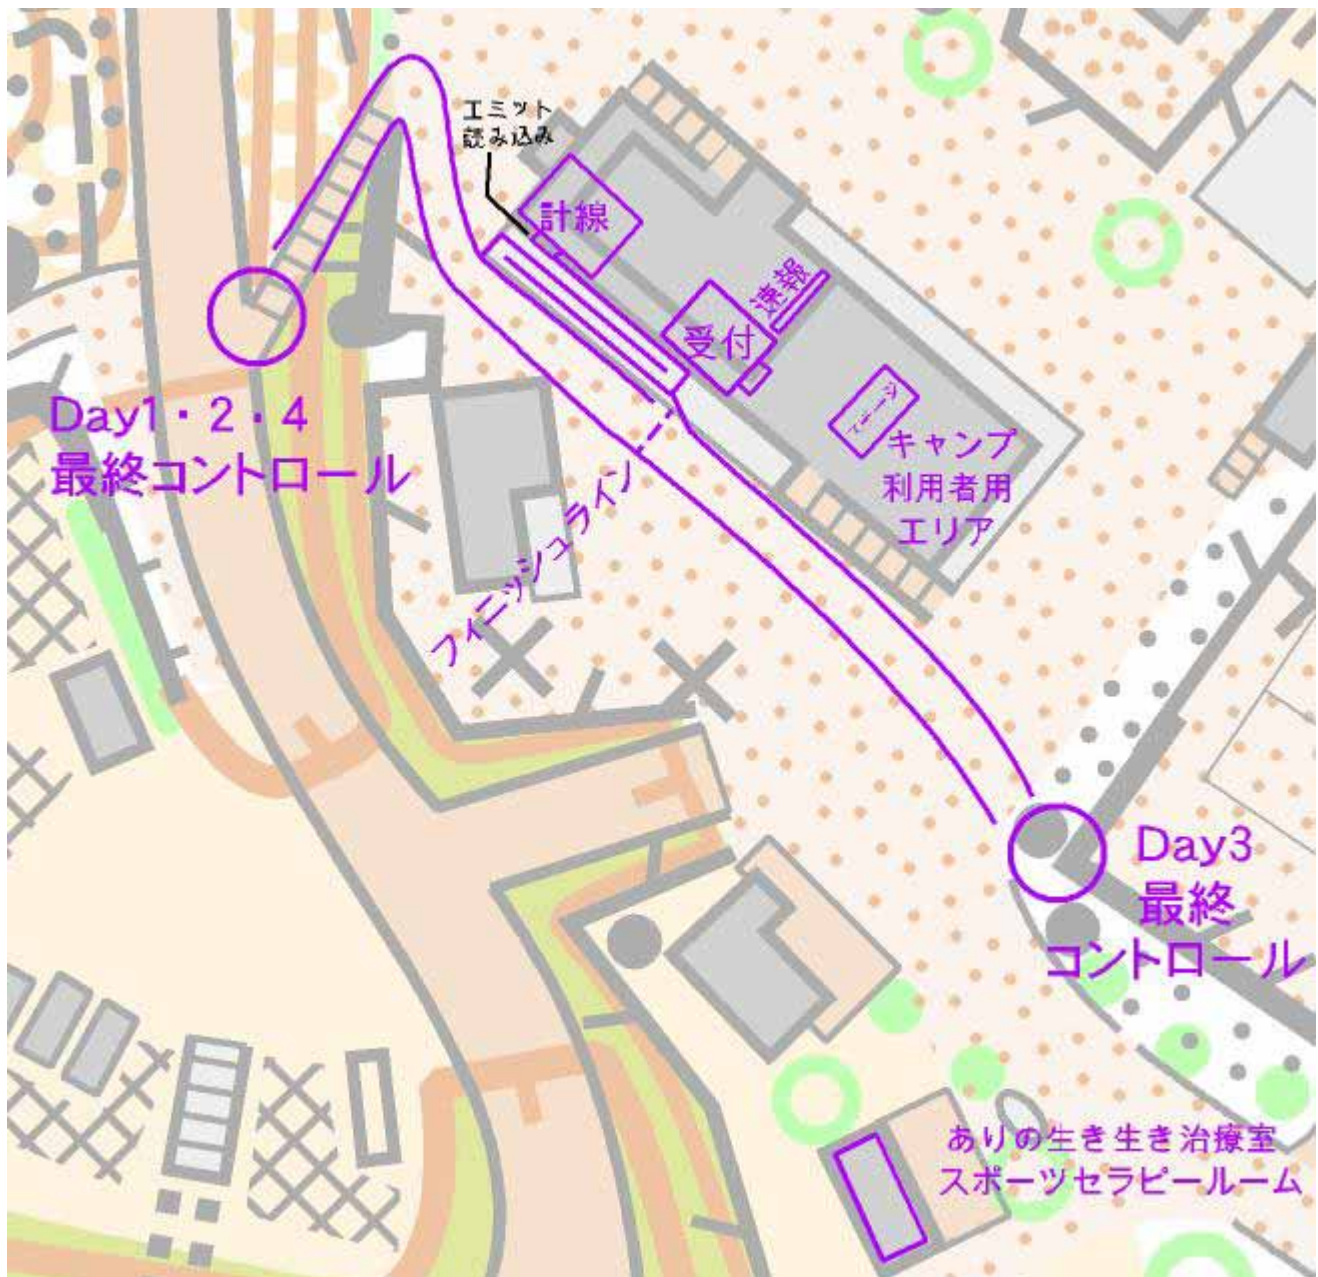 エミット
読み込み
計線
速報
受付
キャンプ
利用者用
エリア
Day1・2・4
最終コントロール
フィニッシュライン
Day3
最終
コントロール
ありの生き生き治療室
スポーツセラピールーム